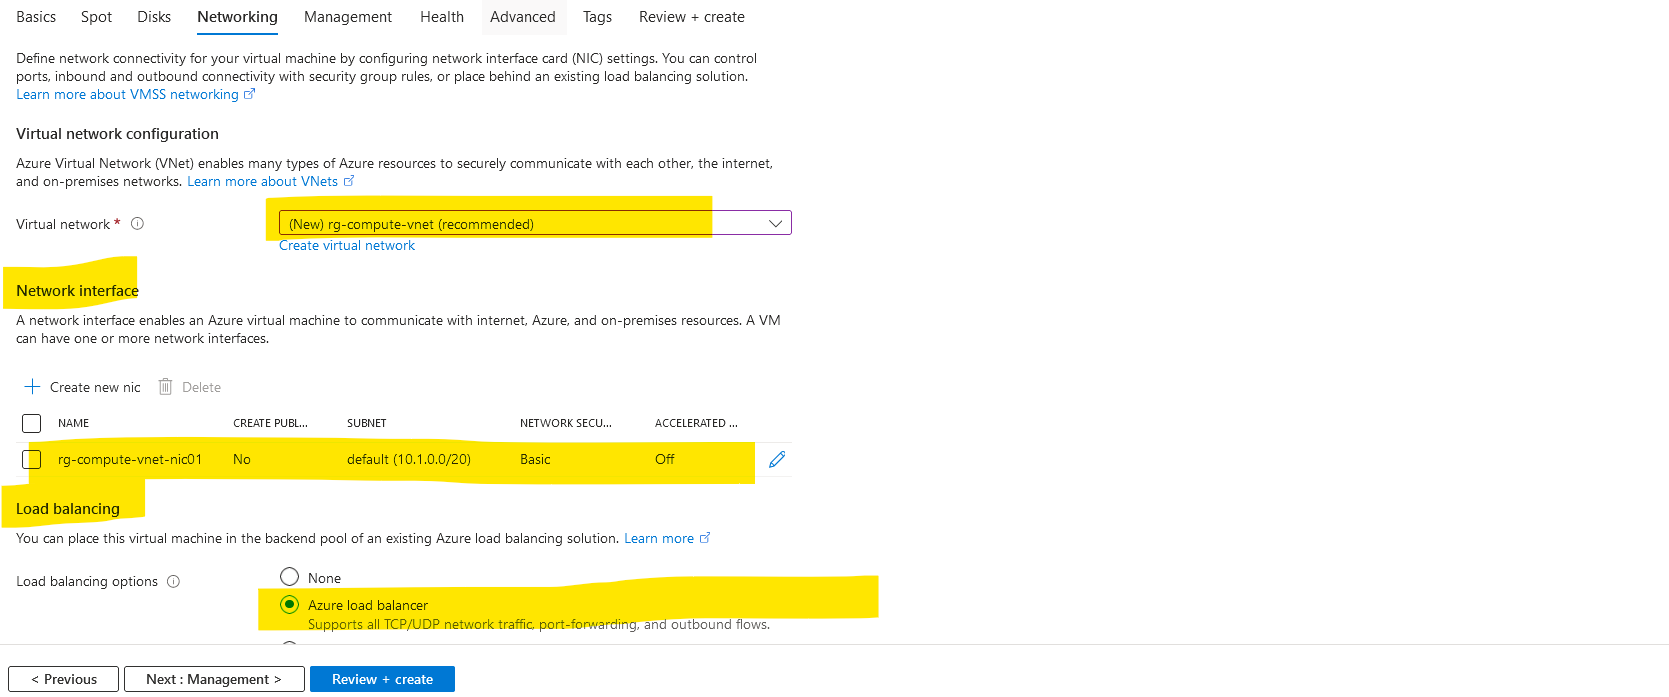 Basics Spot Disks Networking Management Health Advanced Tags Review + create
Define network connectivity for your virtual machine by configuring network interface card (NIC) settings. You can control
ports, inbound and outbound connectivity with security group rules, or place behind an existing load balancing solution.
Learn more about VMSS networking
Virtual network configuration
Azure Virtual Network (VNet) enables many types of Azure resources to securely communicate with each other, the internet,
and on-premises networks. Learn more about VNets
Virtual network * (New) rg-compute-vnet (recommended)
Create virtual network
Network interface
A network interface enables an Azure virtual machine to communicate with internet, Azure, and on-premises resources. A VM
can have one or more network interfaces.
Create new nic Delete
NAME CREATE PUBL... SUBNET NETWORK SECU... ACCELERATED ...
rg-compute-vnet-nic01 No default (10.1.0.0/20) Basic Off
Load balancing
You can place this virtual machine in the backend pool of an existing Azure load balancing solution. Learn more
Load balancing options None
Azure load balancer
Supports all TCP/UDP network traffic, port-forwarding, and outbound flows.
< Previous Next : Management > Review + create